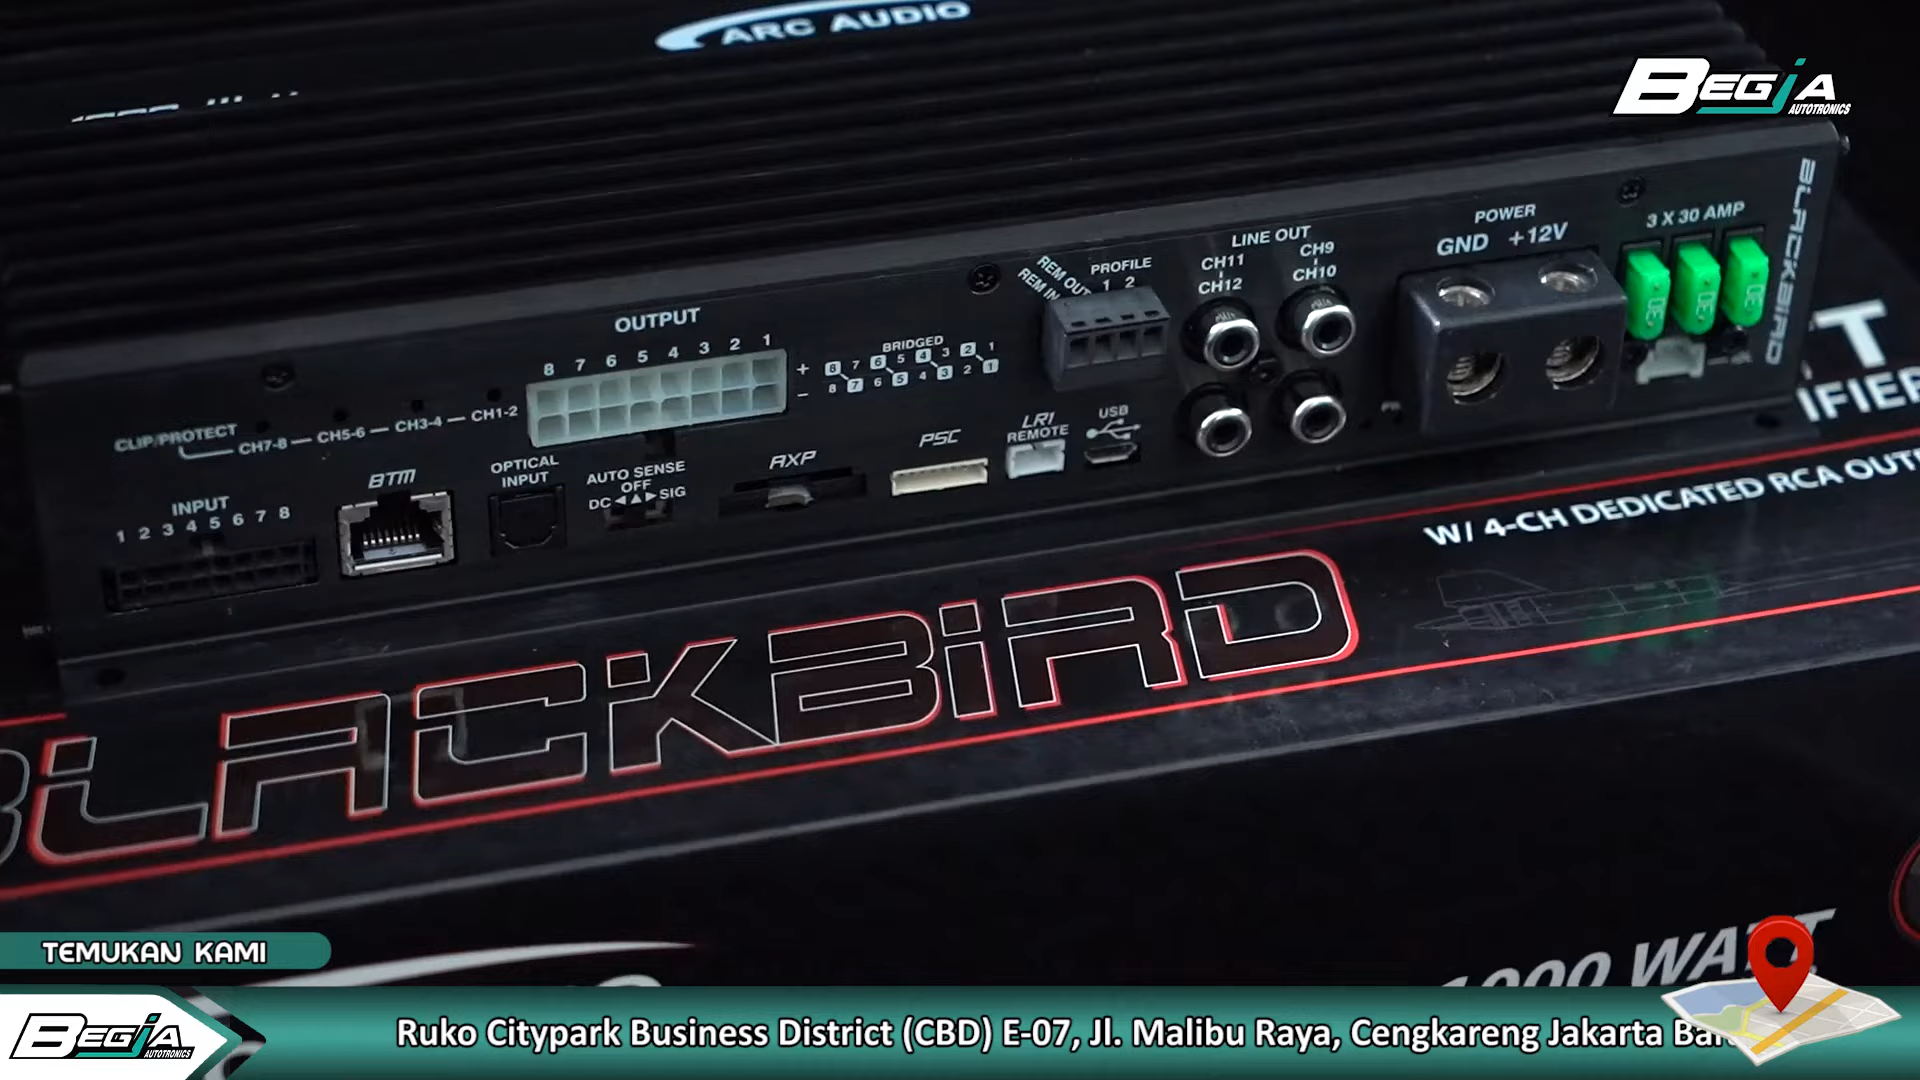 ARC AUDIO
BEGJA
AUTOTRONICS
BLACKBIRD
POWER
GND +12V
3 X 30 AMP
LINE OUT
CH11
CH12
CH9
CH10
REM OUT
REM IN
PROFILE
1 2
OUTPUT
8 7 6 5 4 3 2 1
+
−
BRIDGED
8 7 6 5 4 3 2 1
8 7 6 5 4 3 2 1
CLIP/PROTECT
CH7-8 — CH5-6 — CH3-4 — CH1-2
INPUT
1 2 3 4 5 6 7 8
BTM
OPTICAL
INPUT
AUTO SENSE
OFF
DC SIG
AXP
PSC
LR1
REMOTE
USB
30
30
30
W/ 4-CH DEDICATED RCA
BLACKBIRD
WATT
TEMUKAN KAMI
BEGJA
AUTOTRONICS
Ruko Citypark Business District (CBD) E-07, Jl. Malibu Raya, Cengkareng Jakarta